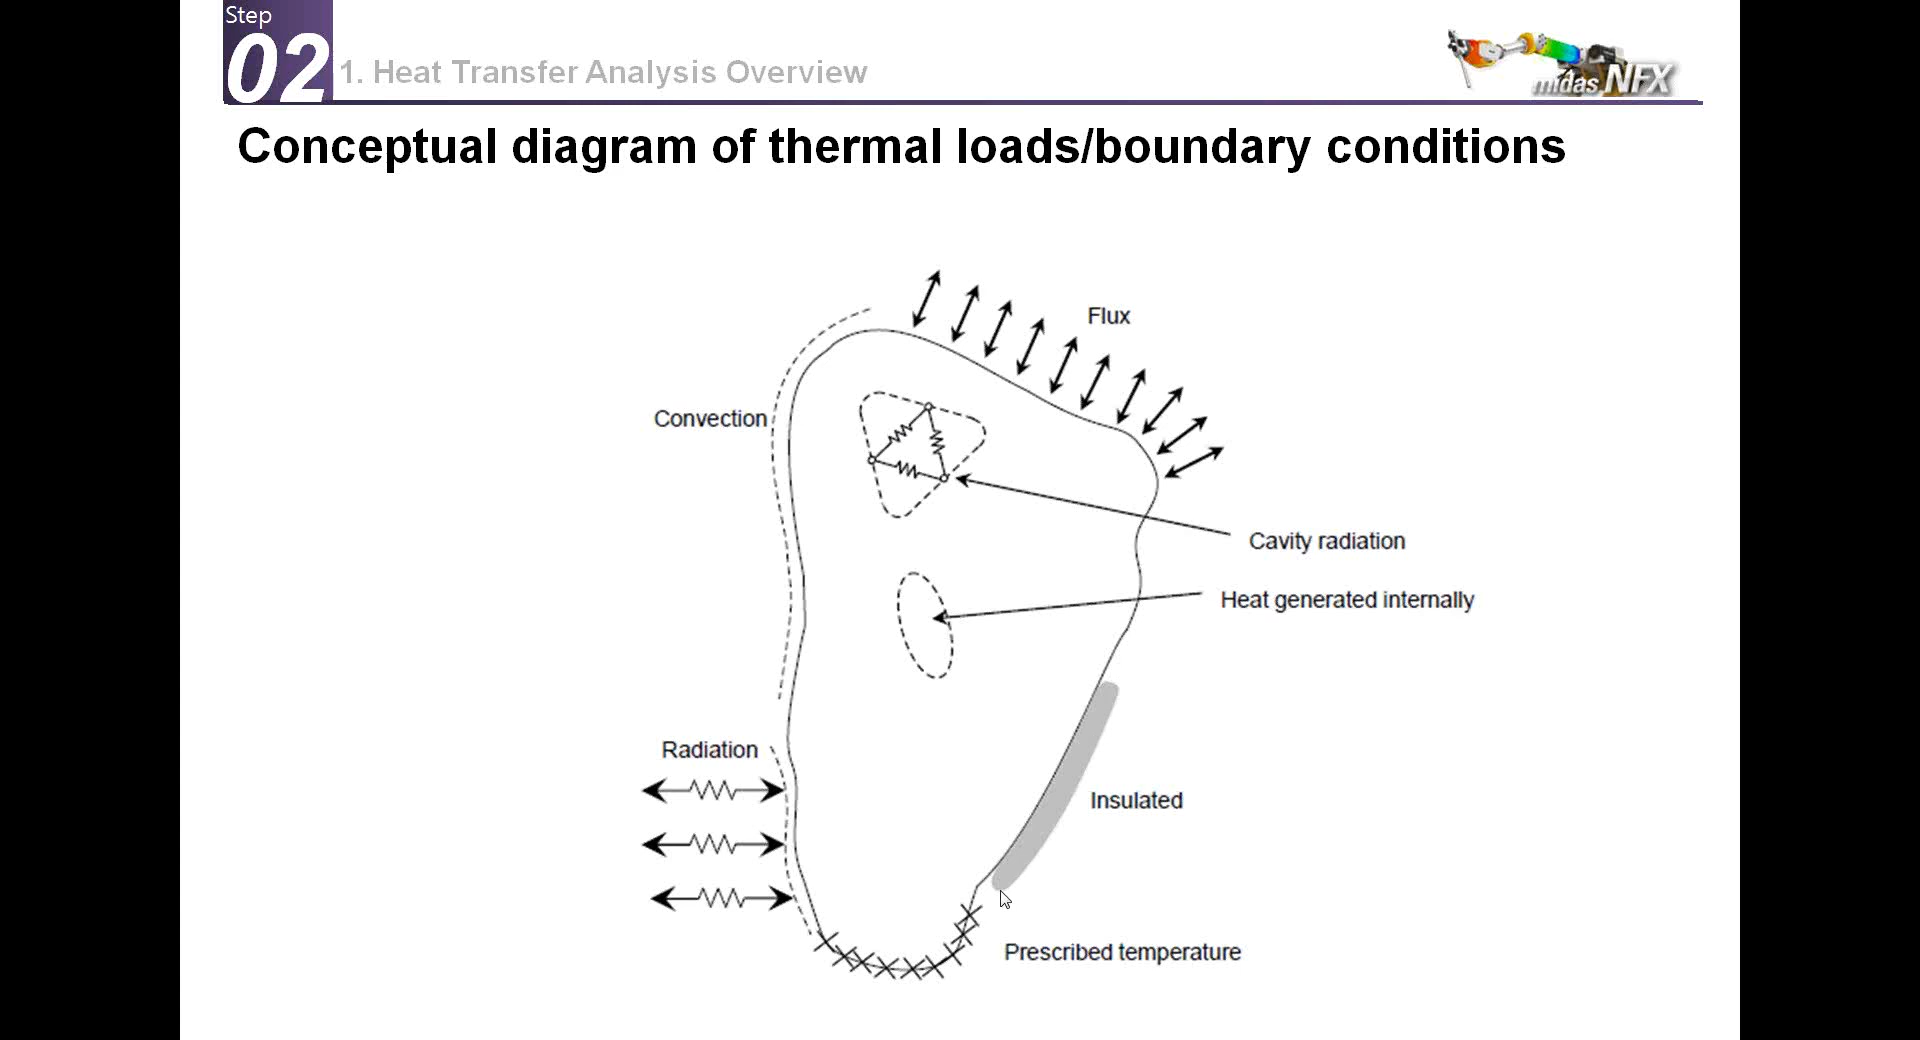 Step
02
1. Heat Transfer Analysis Overview
midas NFX
Conceptual diagram of thermal loads/boundary conditions
Flux
Convection
Cavity radiation
Heat generated internally
Radiation
Insulated
Prescribed temperature